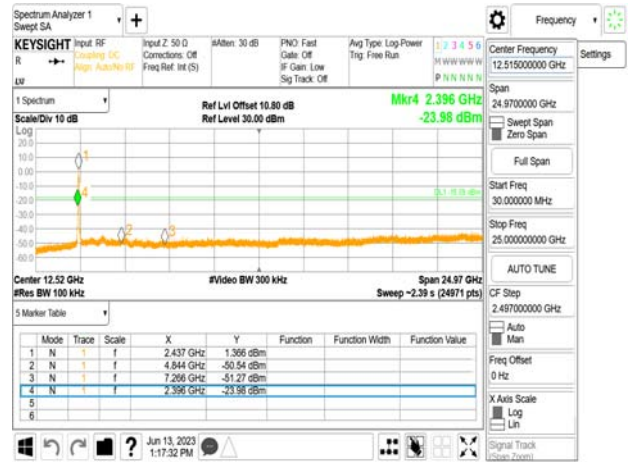 Spectrum Analyzer 1
Swept SA
+
Frequency
KEYSIGHT
R
Input: RF
Coupling: DC
Align: Auto/No RF
Input Z: 50 Ω
Corrections: Off
Freq Ref: Int (S)
#Atten: 30 dB
PNO: Fast
Gate: Off
IF Gain: Low
Sig Track: Off
Avg Type: Log-Power
Trig: Free Run
1 2 3 4 5 6
M W W W W W
P N N N N N
Center Frequency
12.515000000 GHz
Settings
1 Spectrum
Scale/Div 10 dB
Ref Lvl Offset 10.80 dB
Ref Level 30.00 dBm
Mkr4 2.396 GHz
-23.98 dBm
Log
20.0
10.0
0.00
-10.0
-20.0
-30.0
-40.0
-50.0
-60.0
1
4
2
3
Center 12.52 GHz
#Res BW 100 kHz
#Video BW 300 kHz
Span 24.97 GHz
Sweep ~2.39 s (24971 pts)
Span
24.9700000 GHz
Swept Span
Zero Span
Full Span
Start Freq
30.000000 MHz
Stop Freq
25.000000000 GHz
AUTO TUNE
CF Step
2.497000000 GHz
Auto
Man
Freq Offset
0 Hz
X Axis Scale
Log
Lin
Signal Track
(Span Zoom)
5 Marker Table
Mode Trace Scale X Y Function Function Width Function Value
1 N 1 f 2.437 GHz 1.366 dBm
2 N 1 f 4.844 GHz -50.54 dBm
3 N 1 f 7.266 GHz -51.27 dBm
4 N 1 f 2.396 GHz -23.98 dBm
5
6
?
Jun 13, 2023
1:17:32 PM